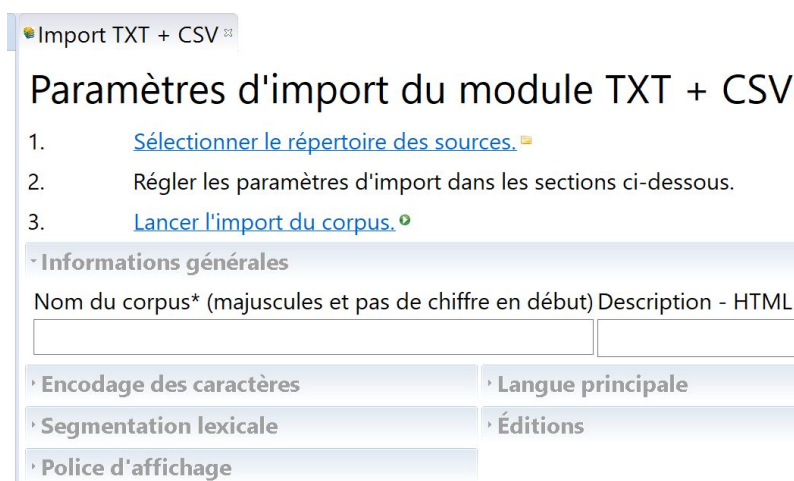 Import TXT + CSV
Paramètres d'import du module TXT + CSV
1. Sélectionner le répertoire des sources.
2. Régler les paramètres d'import dans les sections ci-dessous.
3. Lancer l'import du corpus.
Informations générales
Nom du corpus* (majuscules et pas de chiffre en début) Description - HTML
Encodage des caractères Langue principale
Segmentation lexicale Éditions
Police d'affichage